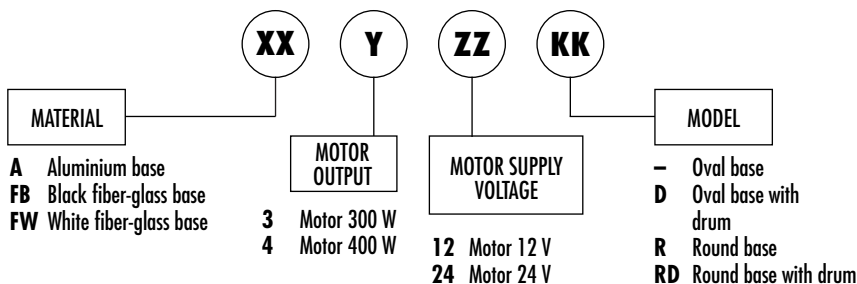 XX Y ZZ KK
MATERIAL
A Aluminium base
FB Black fiber-glass base
FW White fiber-glass base
MOTOR
OUTPUT
3 Motor 300 W
4 Motor 400 W
MOTOR SUPPLY
VOLTAGE
12 Motor 12 V
24 Motor 24 V
MODEL
– Oval base
D Oval base with
drum
R Round base
RD Round base with drum